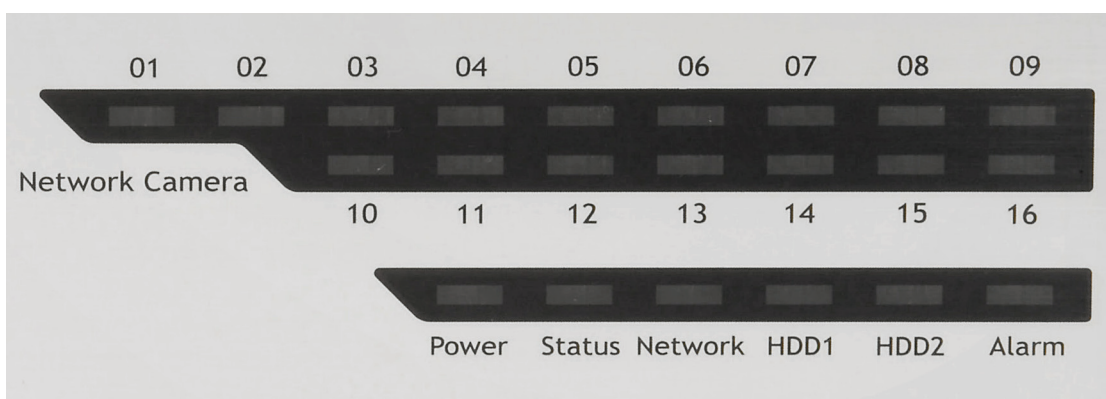 01 02 03 04 05 06 07 08 09
Network Camera
10 11 12 13 14 15 16
Power Status Network HDD1 HDD2 Alarm